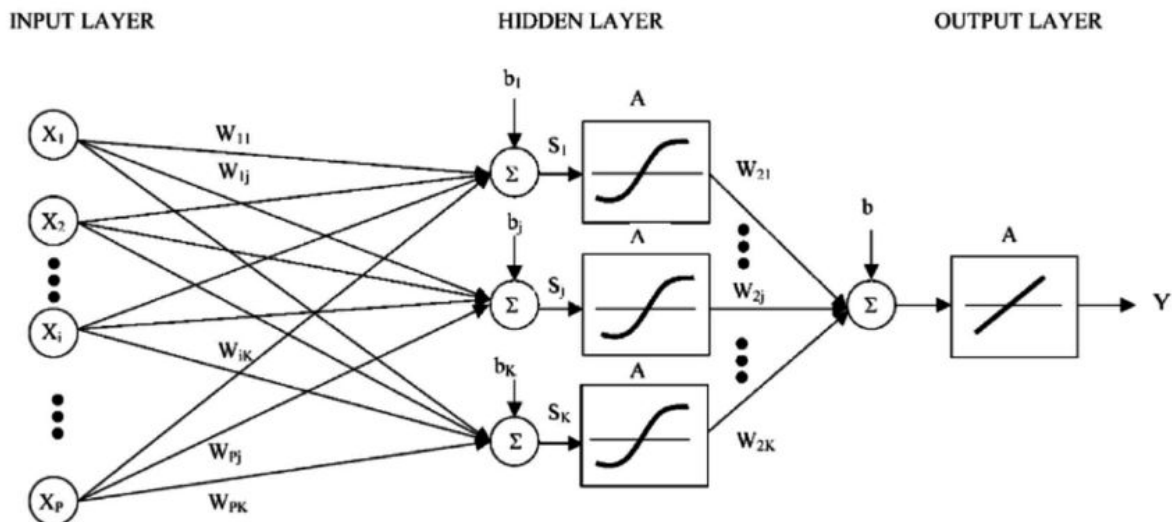 INPUT LAYER HIDDEN LAYER OUTPUT LAYER
b₁ A
X₁ W₁₁ Σ S₁
W₁ⱼ W₂₁
X₂ bⱼ A b A
Σ Sⱼ W₂ⱼ Σ Y
Xᵢ
WᵢK bK A
Σ SK
W₂K
WPj
XP WPK